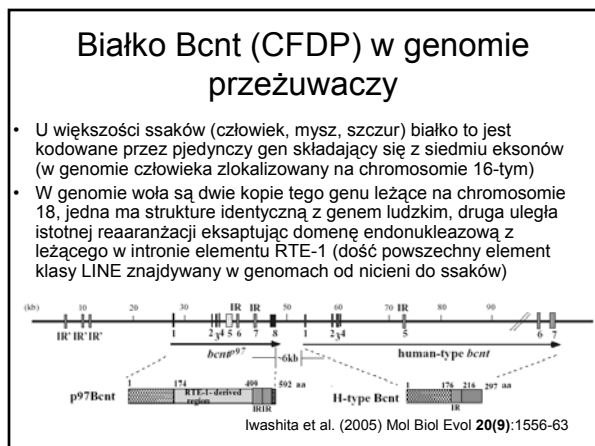 Białko Bcnt (CFDP) w genomie
przeżuwaczy
• U większości ssaków (człowiek, mysz, szczur) białko to jest
kodowane przez pjedynczy gen składający się z siedmiu eksonów
(w genomie człowieka zlokalizowany na chromosomie 16-tym)
• W genomie woła są dwie kopie tego genu leżące na chromosomie
18, jedna ma strukture identyczną z genem ludzkim, druga uległa
istotnej reaaranżacji eksaptując domenę endonukleazową z
leżącego w intronie elementu RTE-1 (dość powszechny element
klasy LINE znajdywany w genomach od nicieni do ssaków)
(kb) 10 20 30 40 50 60 70 80 90
IR IR IR
IR' IR' IR' 1 2 3 4 5 6 7 8 1 2 3 4 5 6 7
bcntp97 ~6kb human-type bcnt
1 174 499 592 aa 1 176 216 297 aa
p97Bcnt RTE-1-derived region IR IR H-type Bcnt IR
Iwashita et al. (2005) Mol Biol Evol 20(9):1556-63